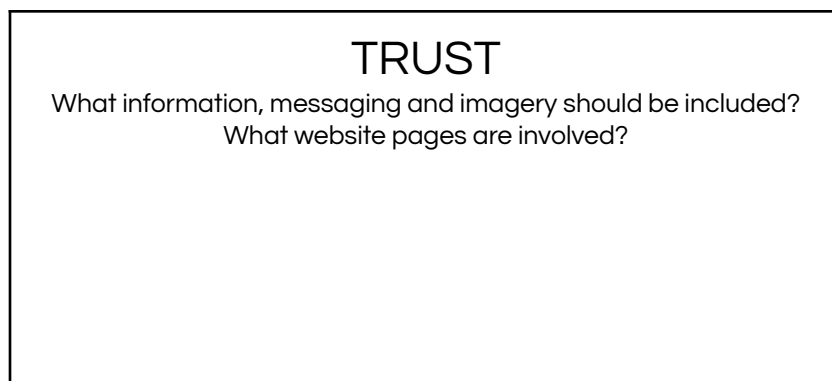 TRUST
What information, messaging and imagery should be included?
What website pages are involved?